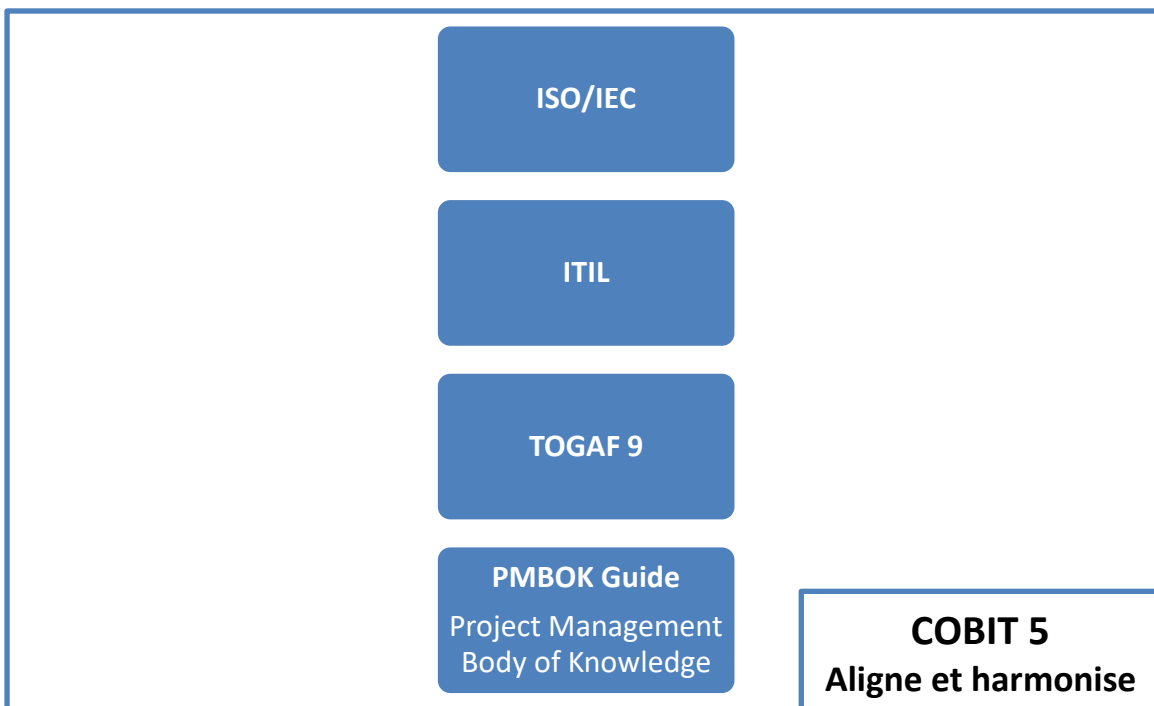 ISO/IEC
ITIL
TOGAF 9
PMBOK Guide
Project Management
Body of Knowledge
COBIT 5
Aligne et harmonise